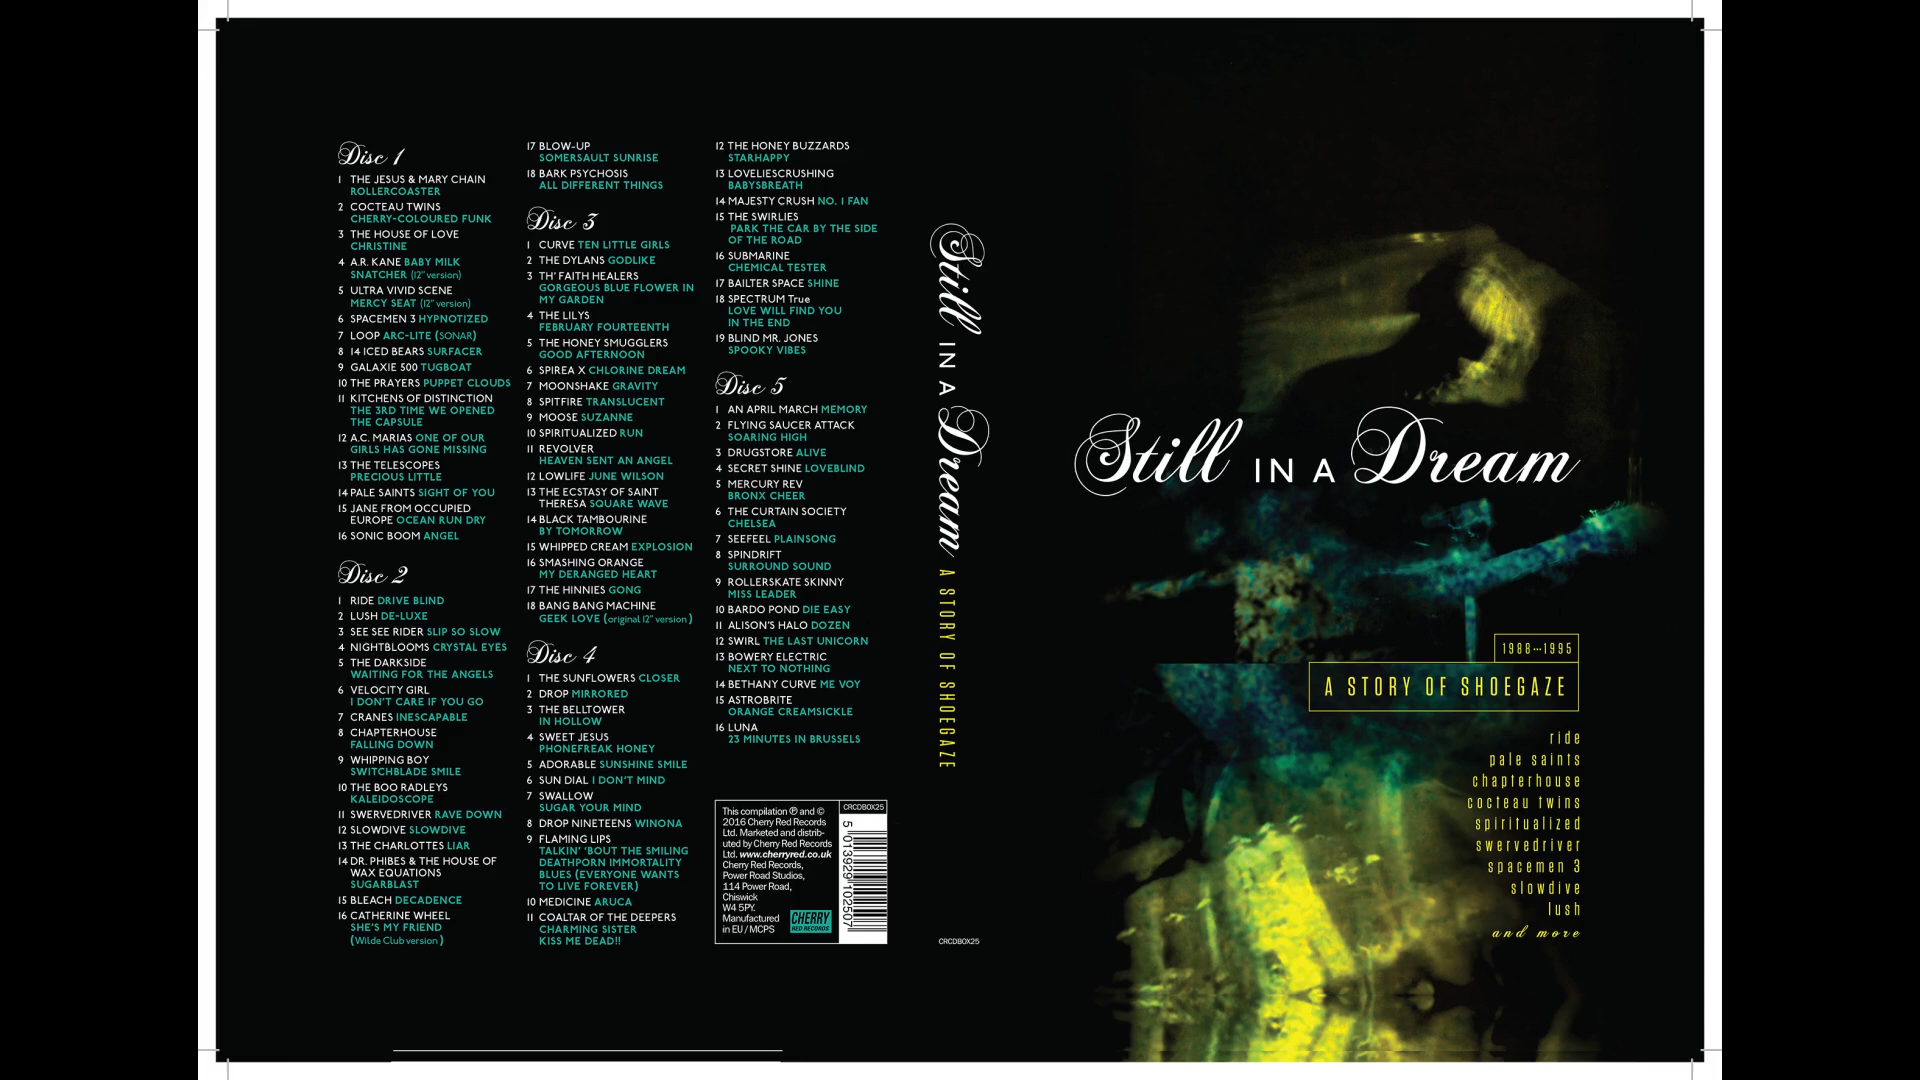 Disc 1
1 THE JESUS & MARY CHAIN
ROLLERCOASTER
2 COCTEAU TWINS
CHERRY-COLOURED FUNK
3 THE HOUSE OF LOVE
CHRISTINE
4 A.R. KANE BABY MILK
SNATCHER (12" version)
5 ULTRA VIVID SCENE
MERCY SEAT (12" version)
6 SPACEMEN 3 HYPNOTIZED
7 LOOP ARC-LITE (SONAR)
8 14 ICED BEARS SURFACER
9 GALAXIE 500 TUGBOAT
10 THE PRAYERS PUPPET CLOUDS
11 KITCHENS OF DISTINCTION
THE 3RD TIME WE OPENED
THE CAPSULE
12 A.C. MARIAS ONE OF OUR
GIRLS HAS GONE MISSING
13 THE TELESCOPES
PRECIOUS LITTLE
14 PALE SAINTS SIGHT OF YOU
15 JANE FROM OCCUPIED
EUROPE OCEAN RUN DRY
16 SONIC BOOM ANGEL
Disc 2
1 RIDE DRIVE BLIND
2 LUSH DE-LUXE
3 SEE SEE RIDER SLIP SO SLOW
4 NIGHTBLOOMS CRYSTAL EYES
5 THE DARKSIDE
WAITING FOR THE ANGELS
6 VELOCITY GIRL
I DON'T CARE IF YOU GO
7 CRANES INESCAPABLE
8 CHAPTERHOUSE
FALLING DOWN
9 WHIPPING BOY
SWITCHBLADE SMILE
10 THE BOO RADLEYS
KALEIDOSCOPE
11 SWERVEDRIVER RAVE DOWN
12 SLOWDIVE SLOWDIVE
13 THE CHARLOTTES LIAR
14 DR. PHIBES & THE HOUSE OF
WAX EQUATIONS
SUGARBLAST
15 BLEACH DECADENCE
16 CATHERINE WHEEL
SHE'S MY FRIEND
(Wilde Club version )
17 BLOW-UP
SOMERSAULT SUNRISE
18 BARK PSYCHOSIS
ALL DIFFERENT THINGS
Disc 3
1 CURVE TEN LITTLE GIRLS
2 THE DYLANS GODLIKE
3 TH' FAITH HEALERS
GORGEOUS BLUE FLOWER IN
MY GARDEN
4 THE LILYS
FEBRUARY FOURTEENTH
5 THE HONEY SMUGGLERS
GOOD AFTERNOON
6 SPIREA X CHLORINE DREAM
7 MOONSHAKE GRAVITY
8 SPITFIRE TRANSLUCENT
9 MOOSE SUZANNE
10 SPIRITUALIZED RUN
11 REVOLVER
HEAVEN SENT AN ANGEL
12 LOWLIFE JUNE WILSON
13 THE ECSTASY OF SAINT
THERESA SQUARE WAVE
14 BLACK TAMBOURINE
BY TOMORROW
15 WHIPPED CREAM EXPLOSION
16 SMASHING ORANGE
MY DERANGED HEART
17 THE HINNIES GONG
18 BANG BANG MACHINE
GEEK LOVE (original 12" version )
Disc 4
1 THE SUNFLOWERS CLOSER
2 DROP MIRRORED
3 THE BELLTOWER
IN HOLLOW
4 SWEET JESUS
PHONEFREAK HONEY
5 ADORABLE SUNSHINE SMILE
6 SUN DIAL I DON'T MIND
7 SWALLOW
SUGAR YOUR MIND
8 DROP NINETEENS WINONA
9 FLAMING LIPS
TALKIN' 'BOUT THE SMILING
DEATHPORN IMMORTALITY
BLUES (EVERYONE WANTS
TO LIVE FOREVER)
10 MEDICINE ARUCA
11 COALTAR OF THE DEEPERS
CHARMING SISTER
KISS ME DEAD!!
12 THE HONEY BUZZARDS
STARHAPPY
13 LOVELIESCRUSHING
BABYSBREATH
14 MAJESTY CRUSH NO. 1 FAN
15 THE SWIRLIES
PARK THE CAR BY THE SIDE
OF THE ROAD
16 SUBMARINE
CHEMICAL TESTER
17 BAILTER SPACE SHINE
18 SPECTRUM True
LOVE WILL FIND YOU
IN THE END
19 BLIND MR. JONES
SPOOKY VIBES
Disc 5
1 AN APRIL MARCH MEMORY
2 FLYING SAUCER ATTACK
SOARING HIGH
3 DRUGSTORE ALIVE
4 SECRET SHINE LOVEBLIND
5 MERCURY REV
BRONX CHEER
6 THE CURTAIN SOCIETY
CHELSEA
7 SEEFEEL PLAINSONG
8 SPINDRIFT
SURROUND SOUND
9 ROLLERSKATE SKINNY
MISS LEADER
10 BARDO POND DIE EASY
11 ALISON'S HALO DOZEN
12 SWIRL THE LAST UNICORN
13 BOWERY ELECTRIC
NEXT TO NOTHING
14 BETHANY CURVE ME VOY
15 ASTROBRITE
ORANGE CREAMSICKLE
16 LUNA
23 MINUTES IN BRUSSELS
This compilation ℗ and ©
2016 Cherry Red Records
Ltd. Marketed and distrib-
uted by Cherry Red Records
Ltd. www.cherryred.co.uk
Cherry Red Records,
Power Road Studios,
114 Power Road,
Chiswick
W4 5PY.
Manufactured
in EU / MCPS
CHERRY
RED RECORDS
CRCDBOX25
5 013929 102507
Still IN A Dream A STORY OF SHOEGAZE
CRCDBOX25
Still IN A Dream
1988···1995
A STORY OF SHOEGAZE
ride
pale saints
chapterhouse
cocteau twins
spiritualized
swervedriver
spacemen 3
slowdive
lush
and more